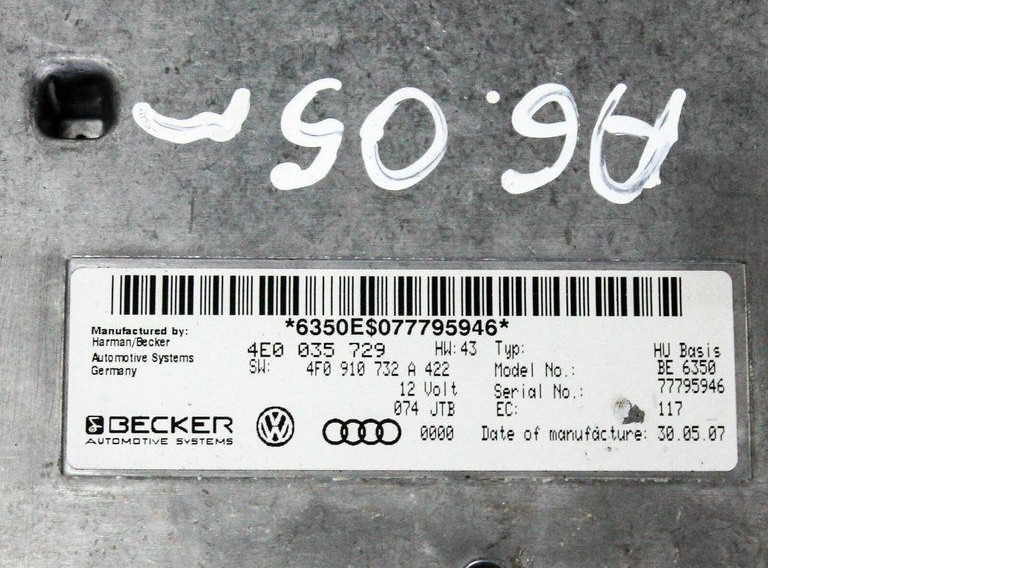 A6.05~
*6350E$077795946*
Manufactured by:
Harman/Becker
Automotive Systems
Germany
4E0 035 729 HW:43
SW: 4F0 910 732 A 422
12 Volt
074 JTB
0000
Typ: HU Basis
Model No.: BE 6350
Serial No.: 77795946
EC: 117
Date of manufacture: 30.05.07
BECKER
AUTOMOTIVE SYSTEMS
VW